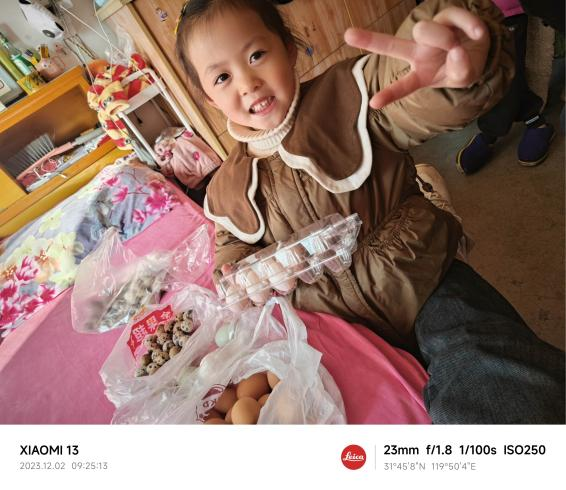 XIAOMI 13
2023.12.02 09:25:13
Leica
23mm f/1.8 1/100s ISO250
31°45'8"N 119°50'4"E